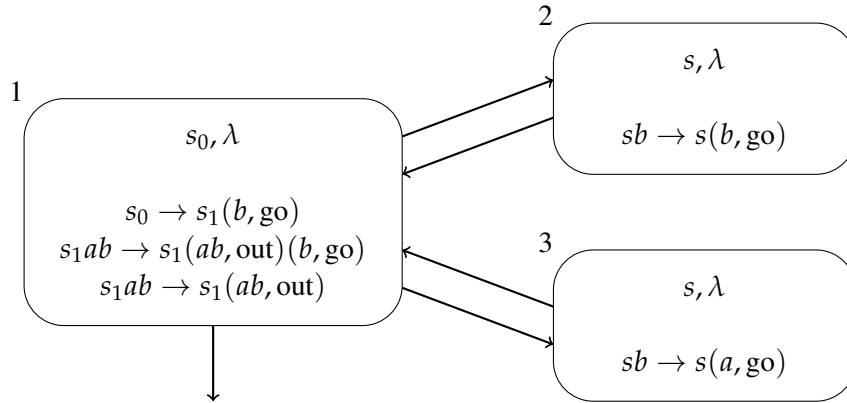 1
s₀, λ
s₀ → s₁(b, go)
s₁ab → s₁(ab, out)(b, go)
s₁ab → s₁(ab, out)
2
s, λ
sb → s(b, go)
3
s, λ
sb → s(a, go)